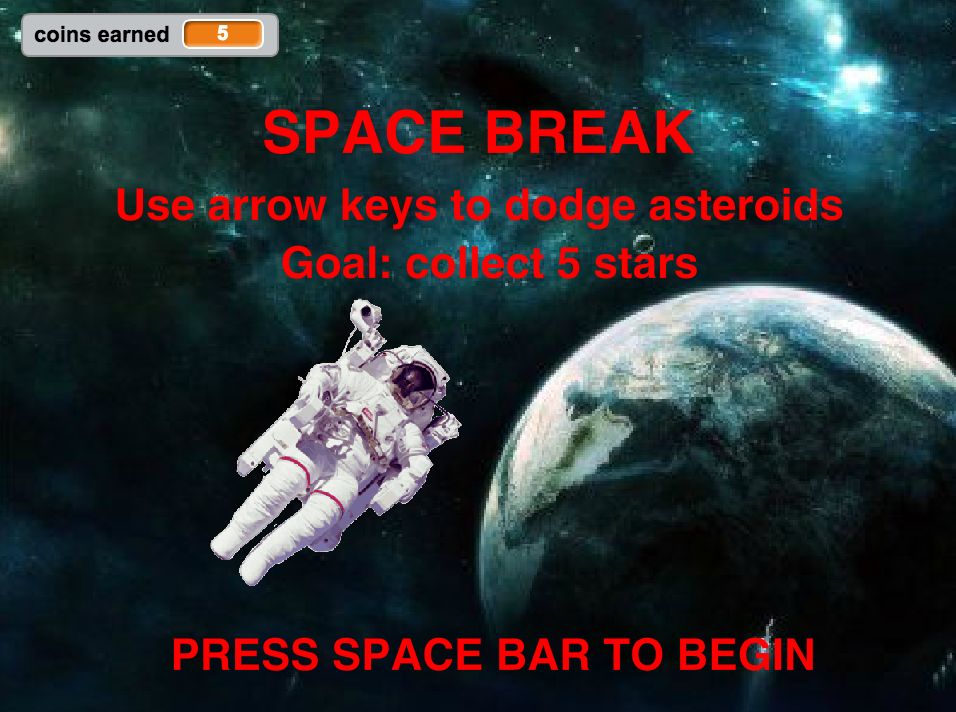 coins earned 5
SPACE BREAK
Use arrow keys to dodge asteroids
Goal: collect 5 stars
PRESS SPACE BAR TO BEGIN